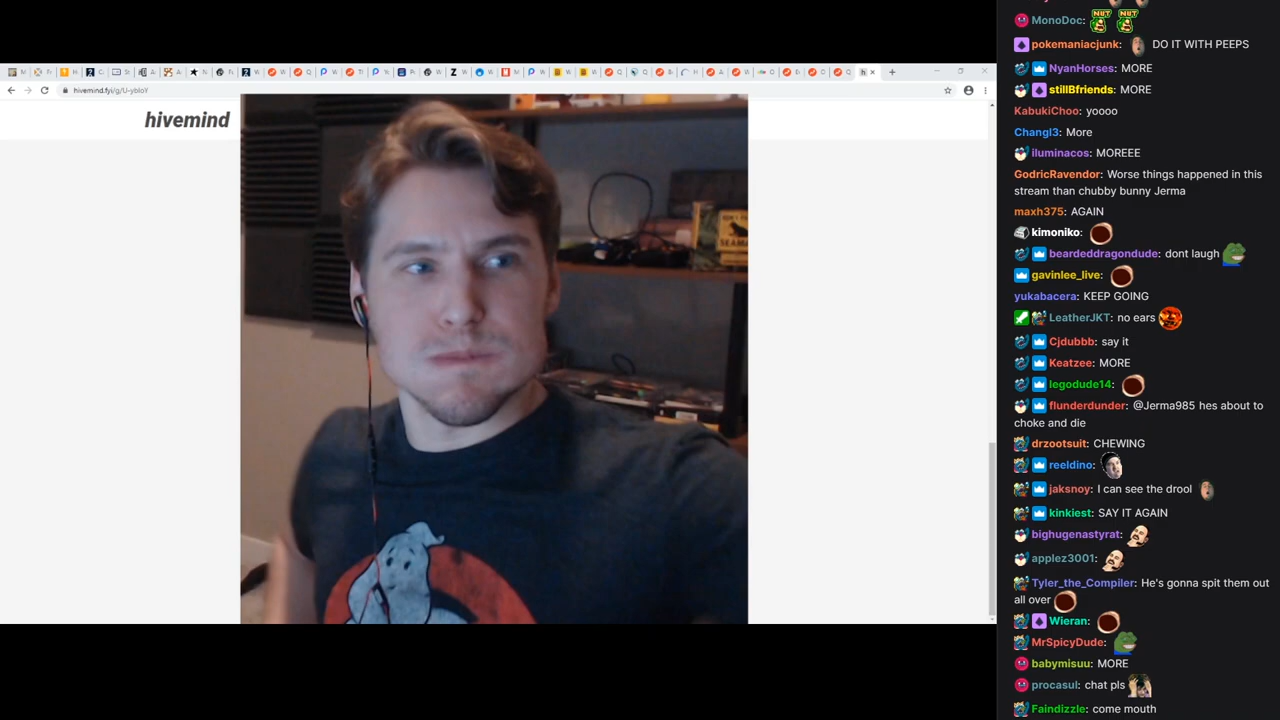 hivemind.fyi/g/U-ybIoY
hivemind
MonoDoc: NUT NUT
pokemaniacjunk: DO IT WITH PEEPS
NyanHorses: MORE
stillBfriends: MORE
KabukiChoo: yoooo
Changl3: More
iluminacos: MOREEE
GodricRavendor: Worse things happened in this
stream than chubby bunny Jerma
maxh375: AGAIN
kimoniko:
beardeddragondude: dont laugh
gavinlee_live:
yukabacera: KEEP GOING
LeatherJKT: no ears
Cjdubbb: say it
Keatzee: MORE
legodude14:
flunderdunder: @Jerma985 hes about to
choke and die
drzootsuit: CHEWING
reeldino:
jaksnoy: I can see the drool
kinkiest: SAY IT AGAIN
bighugenastyrat:
applez3001:
Tyler_the_Compiler: He's gonna spit them out
all over
Wieran:
MrSpicyDude:
babymisuu: MORE
procasul: chat pls
Faindizzle: come mouth